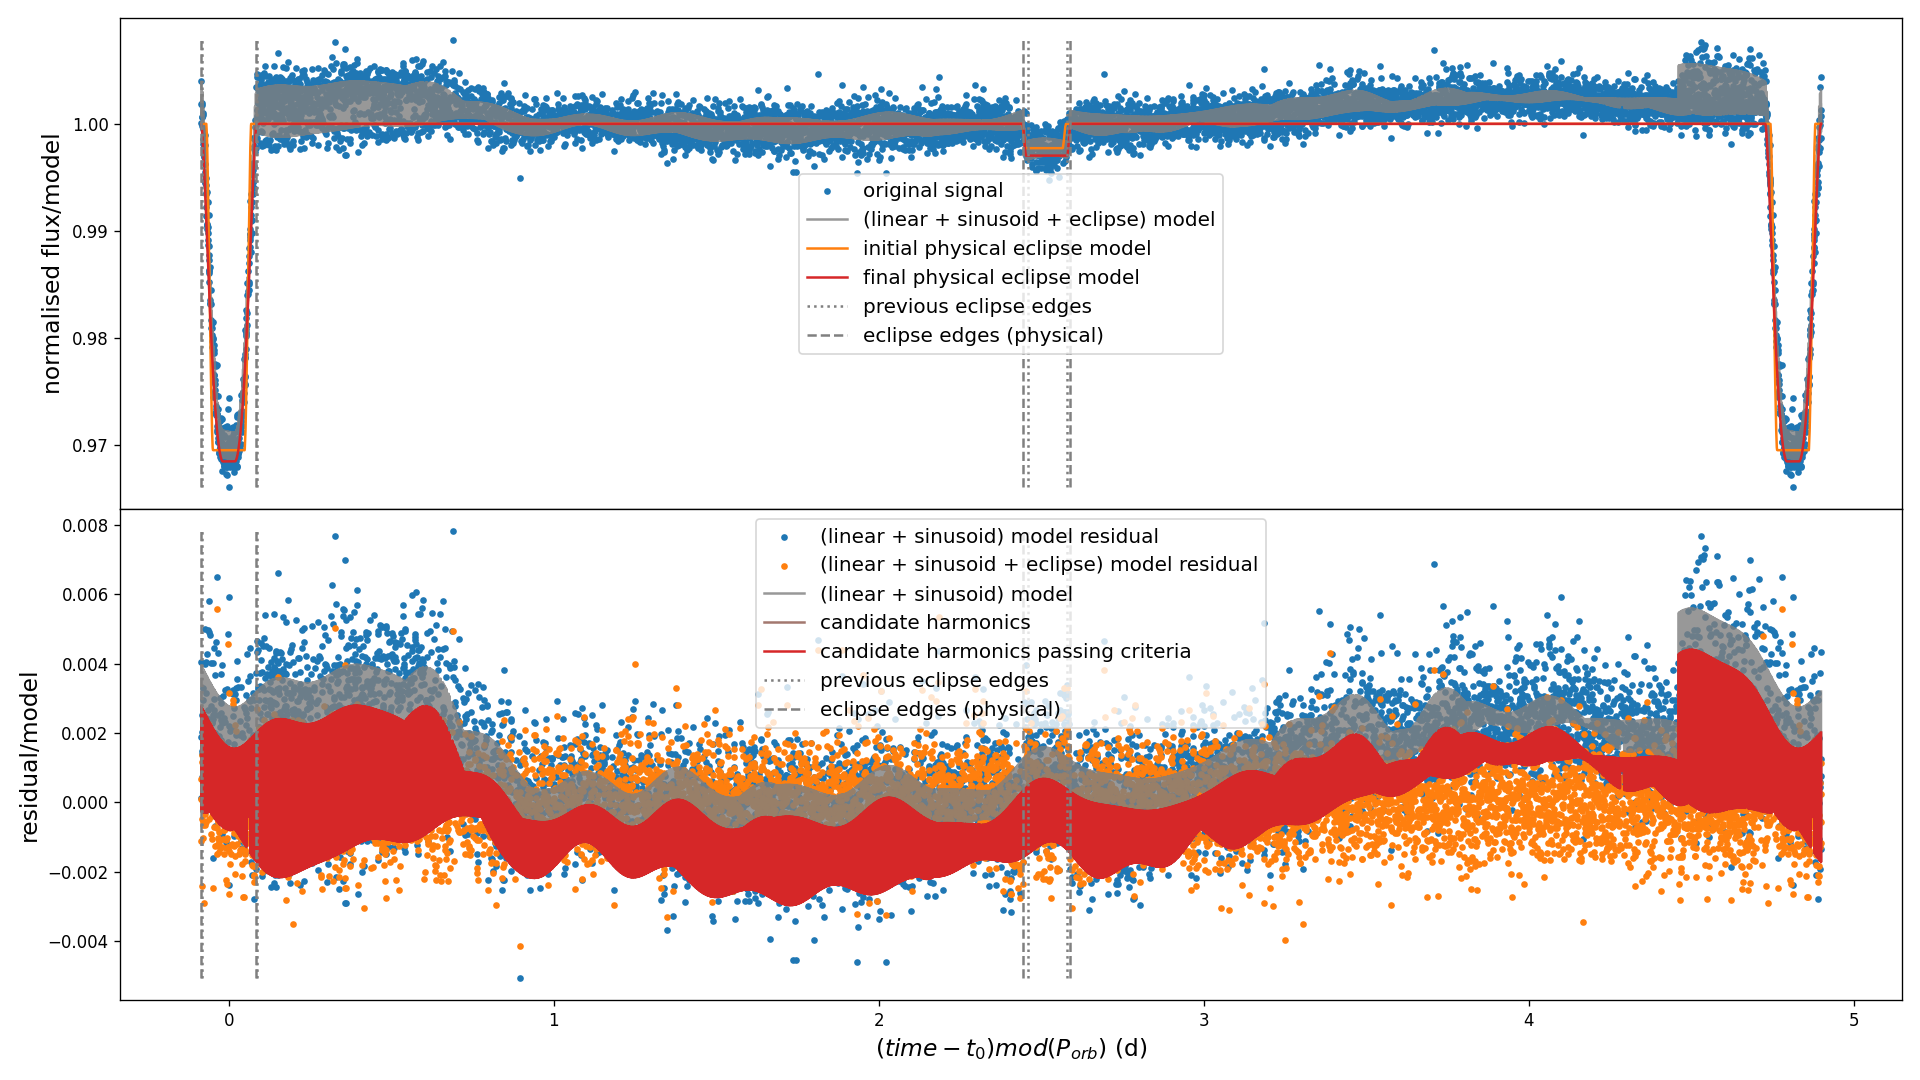 1.00
0.99
0.98
0.97
normalised flux/model
original signal
(linear + sinusoid + eclipse) model
initial physical eclipse model
final physical eclipse model
previous eclipse edges
eclipse edges (physical)
0.008
0.006
0.004
0.002
0.000
−0.002
−0.004
residual/model
(linear + sinusoid) model residual
(linear + sinusoid + eclipse) model residual
(linear + sinusoid) model
candidate harmonics
candidate harmonics passing criteria
previous eclipse edges
eclipse edges (physical)
0 1 2 3 4 5
(time − t₀)mod(Pₒᵣb) (d)